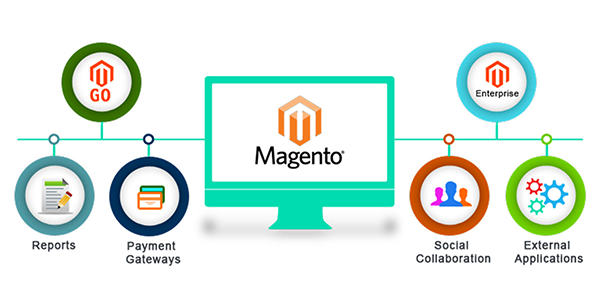 GO
Enterprise
Magento®
Reports
Payment
Gateways
Social
Collaboration
External
Applications